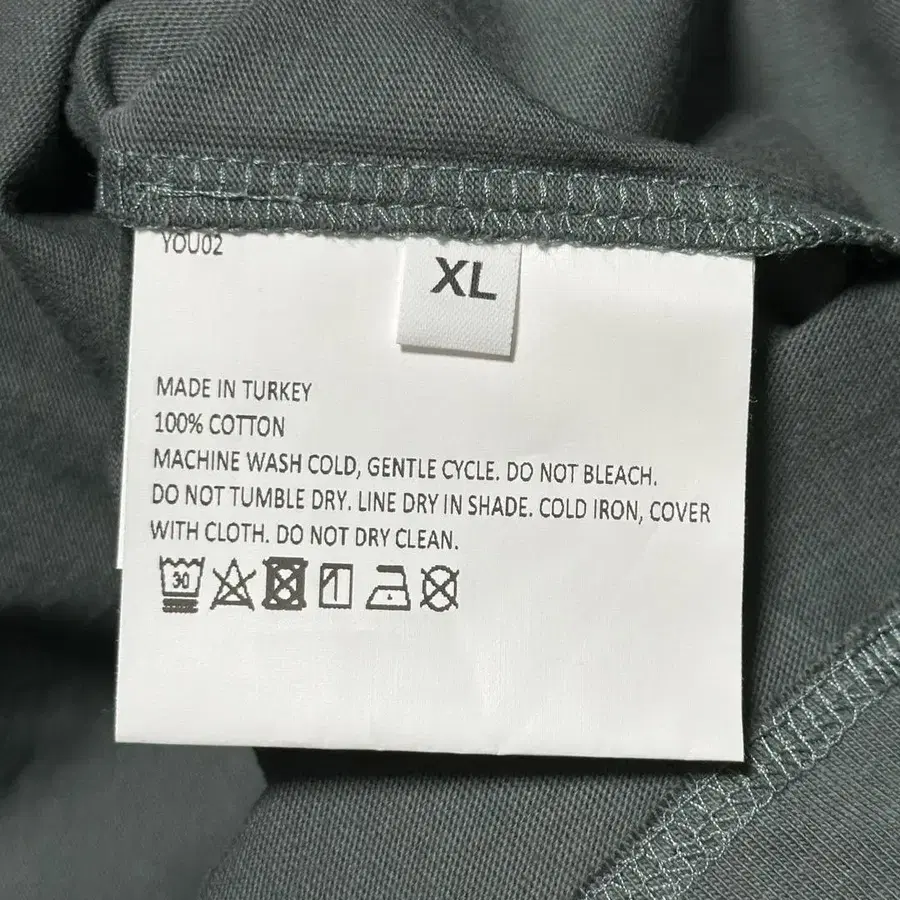 YOU02
XL
MADE IN TURKEY
100% COTTON
MACHINE WASH COLD, GENTLE CYCLE. DO NOT BLEACH.
DO NOT TUMBLE DRY. LINE DRY IN SHADE. COLD IRON, COVER
WITH CLOTH. DO NOT DRY CLEAN.
30